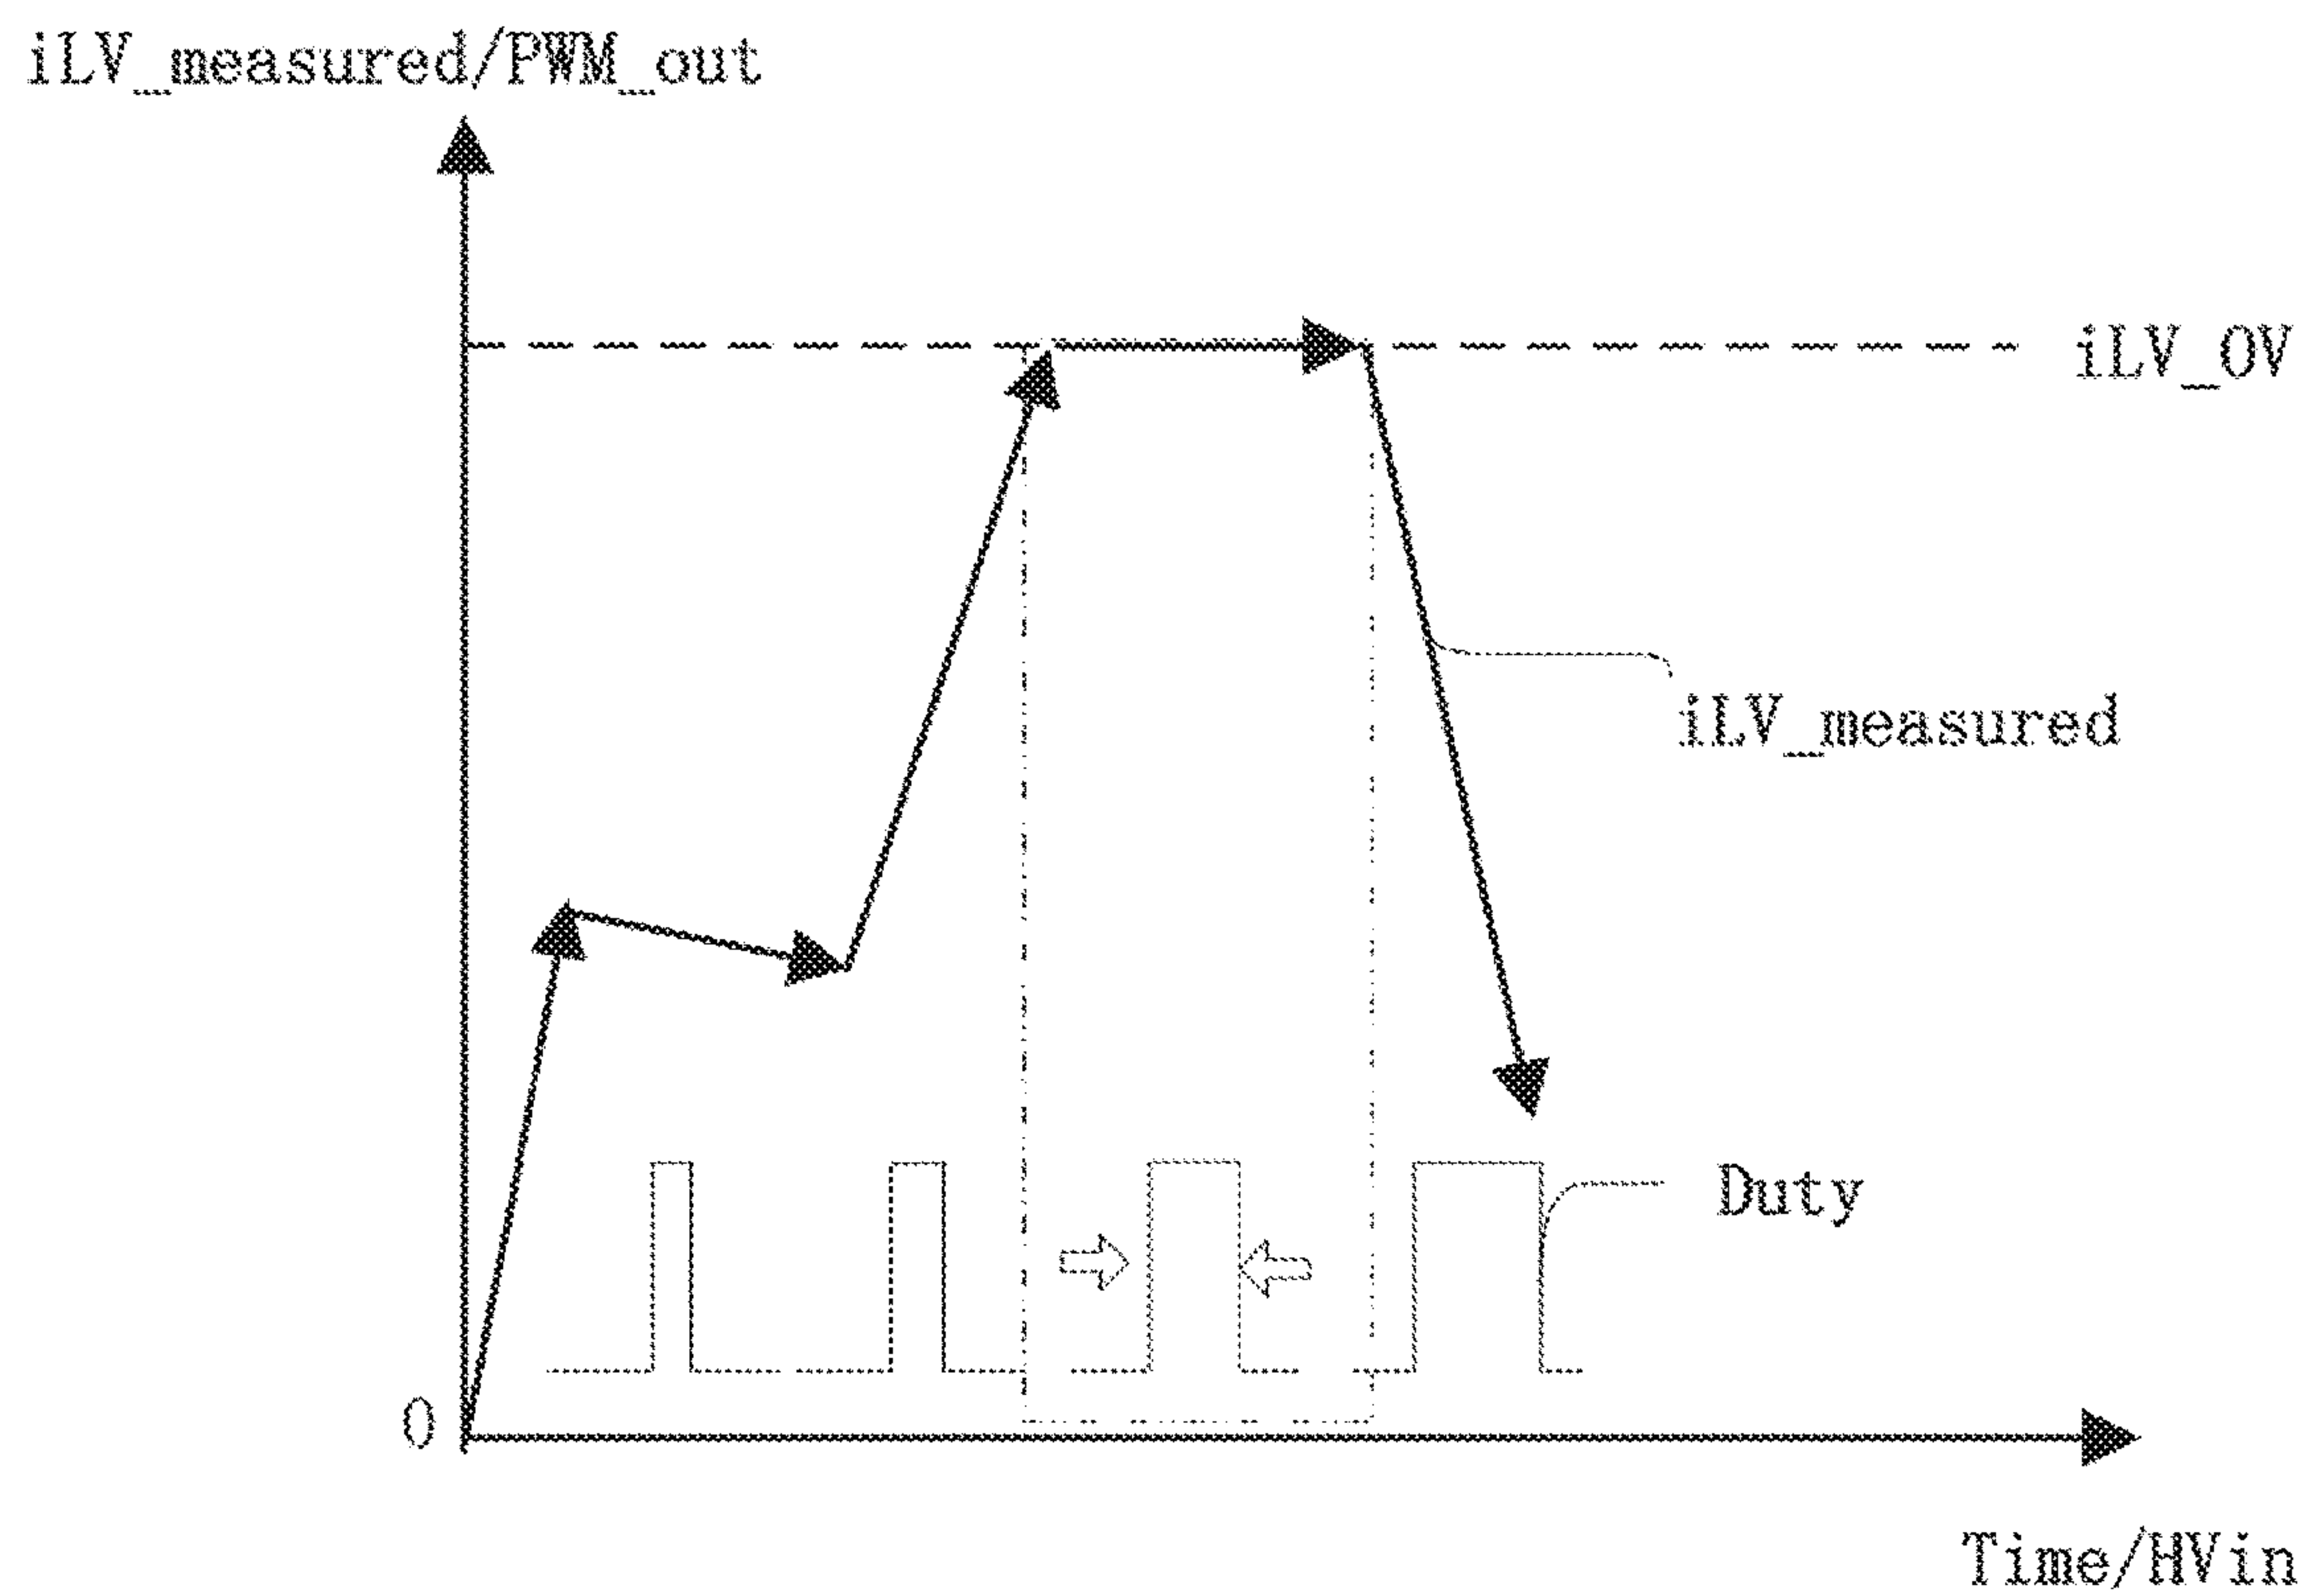 iLV_measured/PWM_out
iLV_OV
iLV_measured
Duty
0
Time/HVin